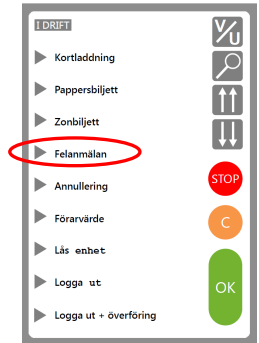 I DRIFT
V/U
Kortladdning
Pappersbiljett
Zonbiljett
Felanmälan
Annullering
STOP
Förarvärde
C
Lås enhet
Logga ut
OK
Logga ut + överföring